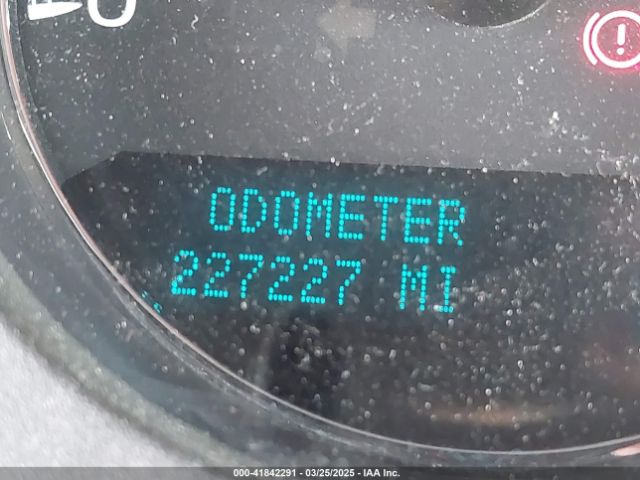 ODOMETER
227227 MI
000-41842291 - 03/25/2025 - IAA Inc.